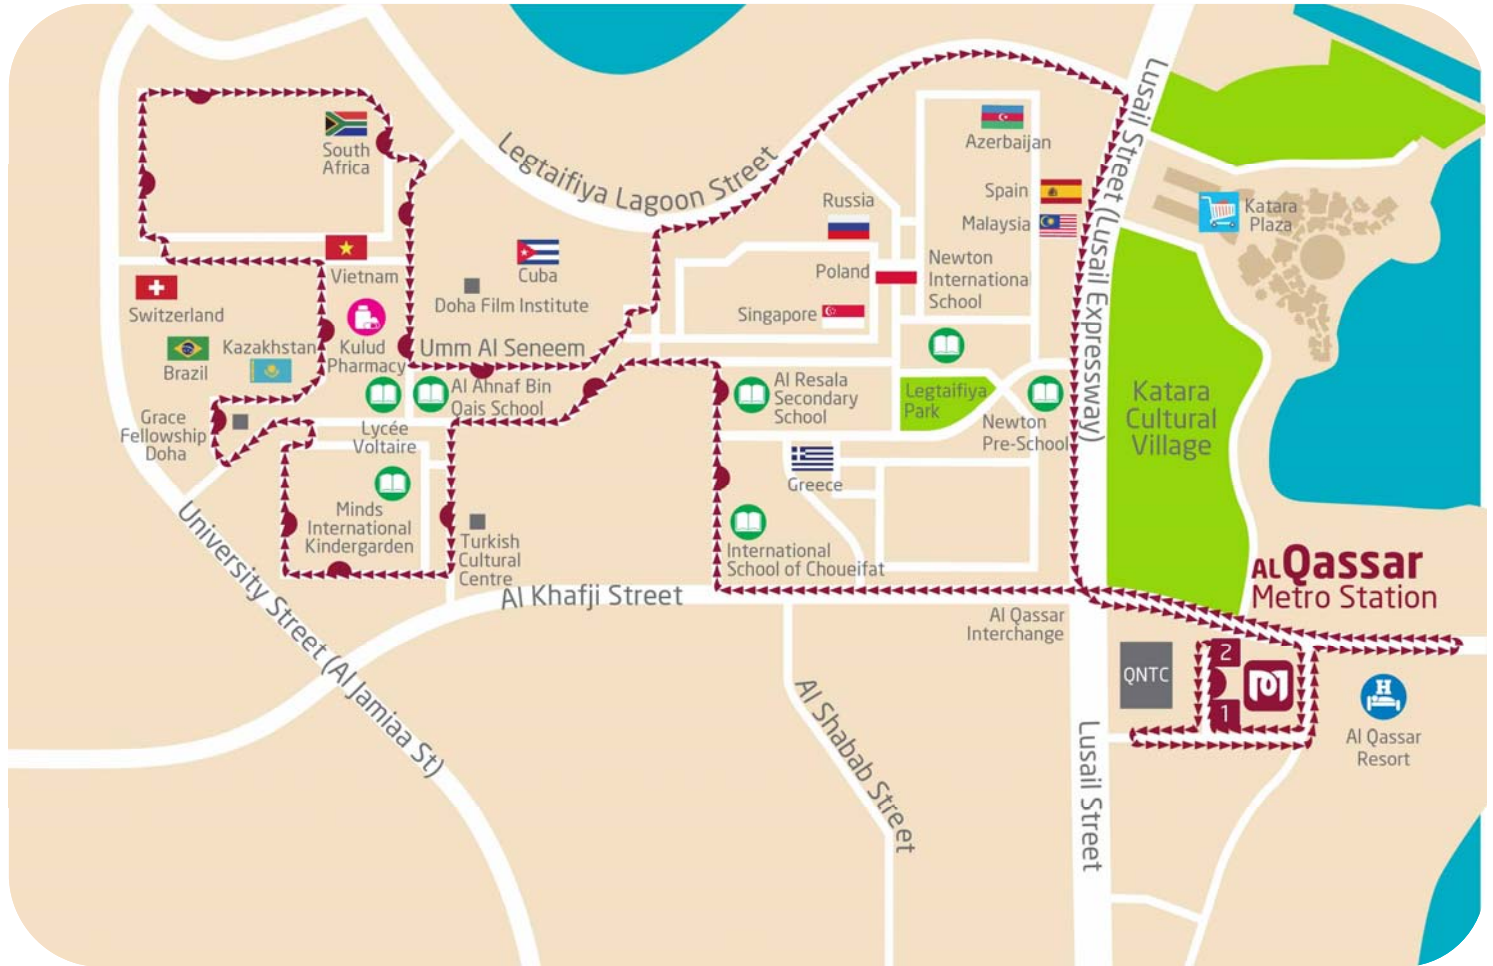 Lusail Street (Lusail Expressway)
Legtaifiya Lagoon Street
South
Africa
Azerbaijan
Spain
Malaysia
Russia
Katara
Plaza
Vietnam
Cuba
Poland
Newton
International
School
Switzerland
Doha Film Institute
Singapore
Kazakhstan
Brazil
Kulud
Pharmacy
Umm Al Seneem
Al Ahnaf Bin
Qais School
Al Resala
Secondary
School
Legtaifiya
Park
Newton
Pre-School
Katara
Cultural
Village
Grace
Fellowship
Doha
Lycée
Voltaire
Greece
Minds
International
Kindergarden
Turkish
Cultural
Centre
International
School of Choueifat
University Street (Al Jamiaa St)
Al Khafji Street
Al Qassar
Interchange
AL Qassar
Metro Station
QNTC
2
1
H
Al Qassar
Resort
Al Shabab Street
Lusail Street